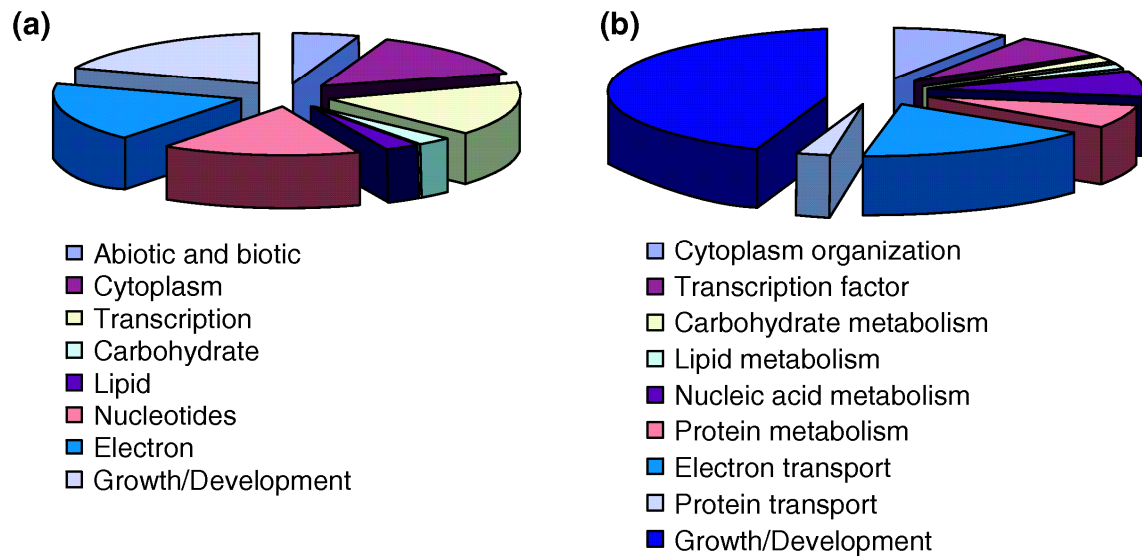 (a)
Abiotic and biotic
Cytoplasm
Transcription
Carbohydrate
Lipid
Nucleotides
Electron
Growth/Development
(b)
Cytoplasm organization
Transcription factor
Carbohydrate metabolism
Lipid metabolism
Nucleic acid metabolism
Protein metabolism
Electron transport
Protein transport
Growth/Development